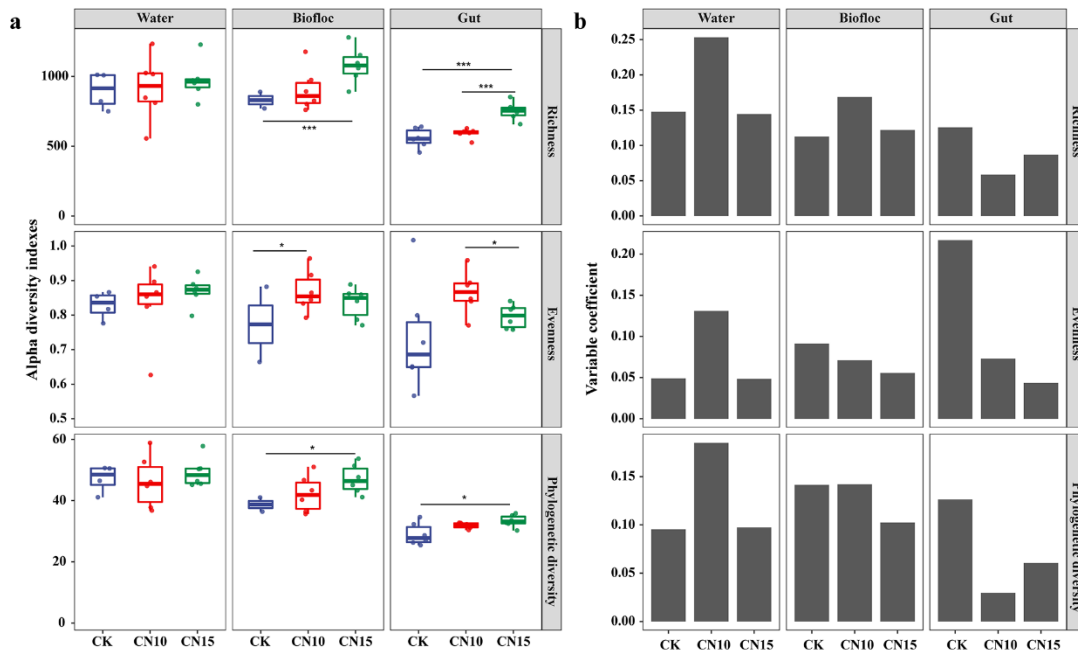 a
Water
Biofloc
Gut
Alpha diversity indexes
1000
500
0
***
***
***
Richness
1.0
0.9
0.8
0.7
0.6
0.5
*
*
Evenness
60
40
20
0
*
*
Phylogenetic diversity
CK CN10 CN15
CK CN10 CN15
CK CN10 CN15
b
Water
Biofloc
Gut
Variable coefficient
0.25
0.20
0.15
0.10
0.05
0.00
Richness
0.20
0.15
0.10
0.05
0.00
Evenness
0.15
0.10
0.05
0.00
Phylogenetic diversity
CK CN10 CN15
CK CN10 CN15
CK CN10 CN15